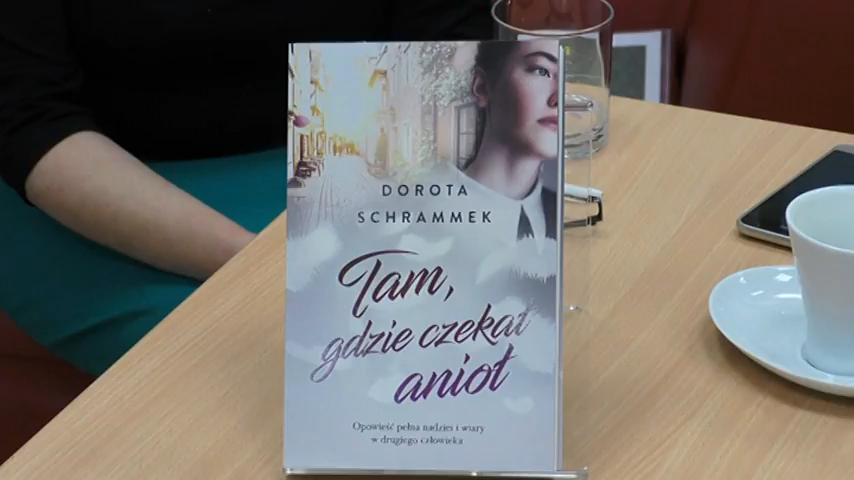 DOROTA
SCHRAMMEK
Tam,
gdzie czekał
anioł
Opowieść pełna nadziei i wiary
w drugiego człowieka